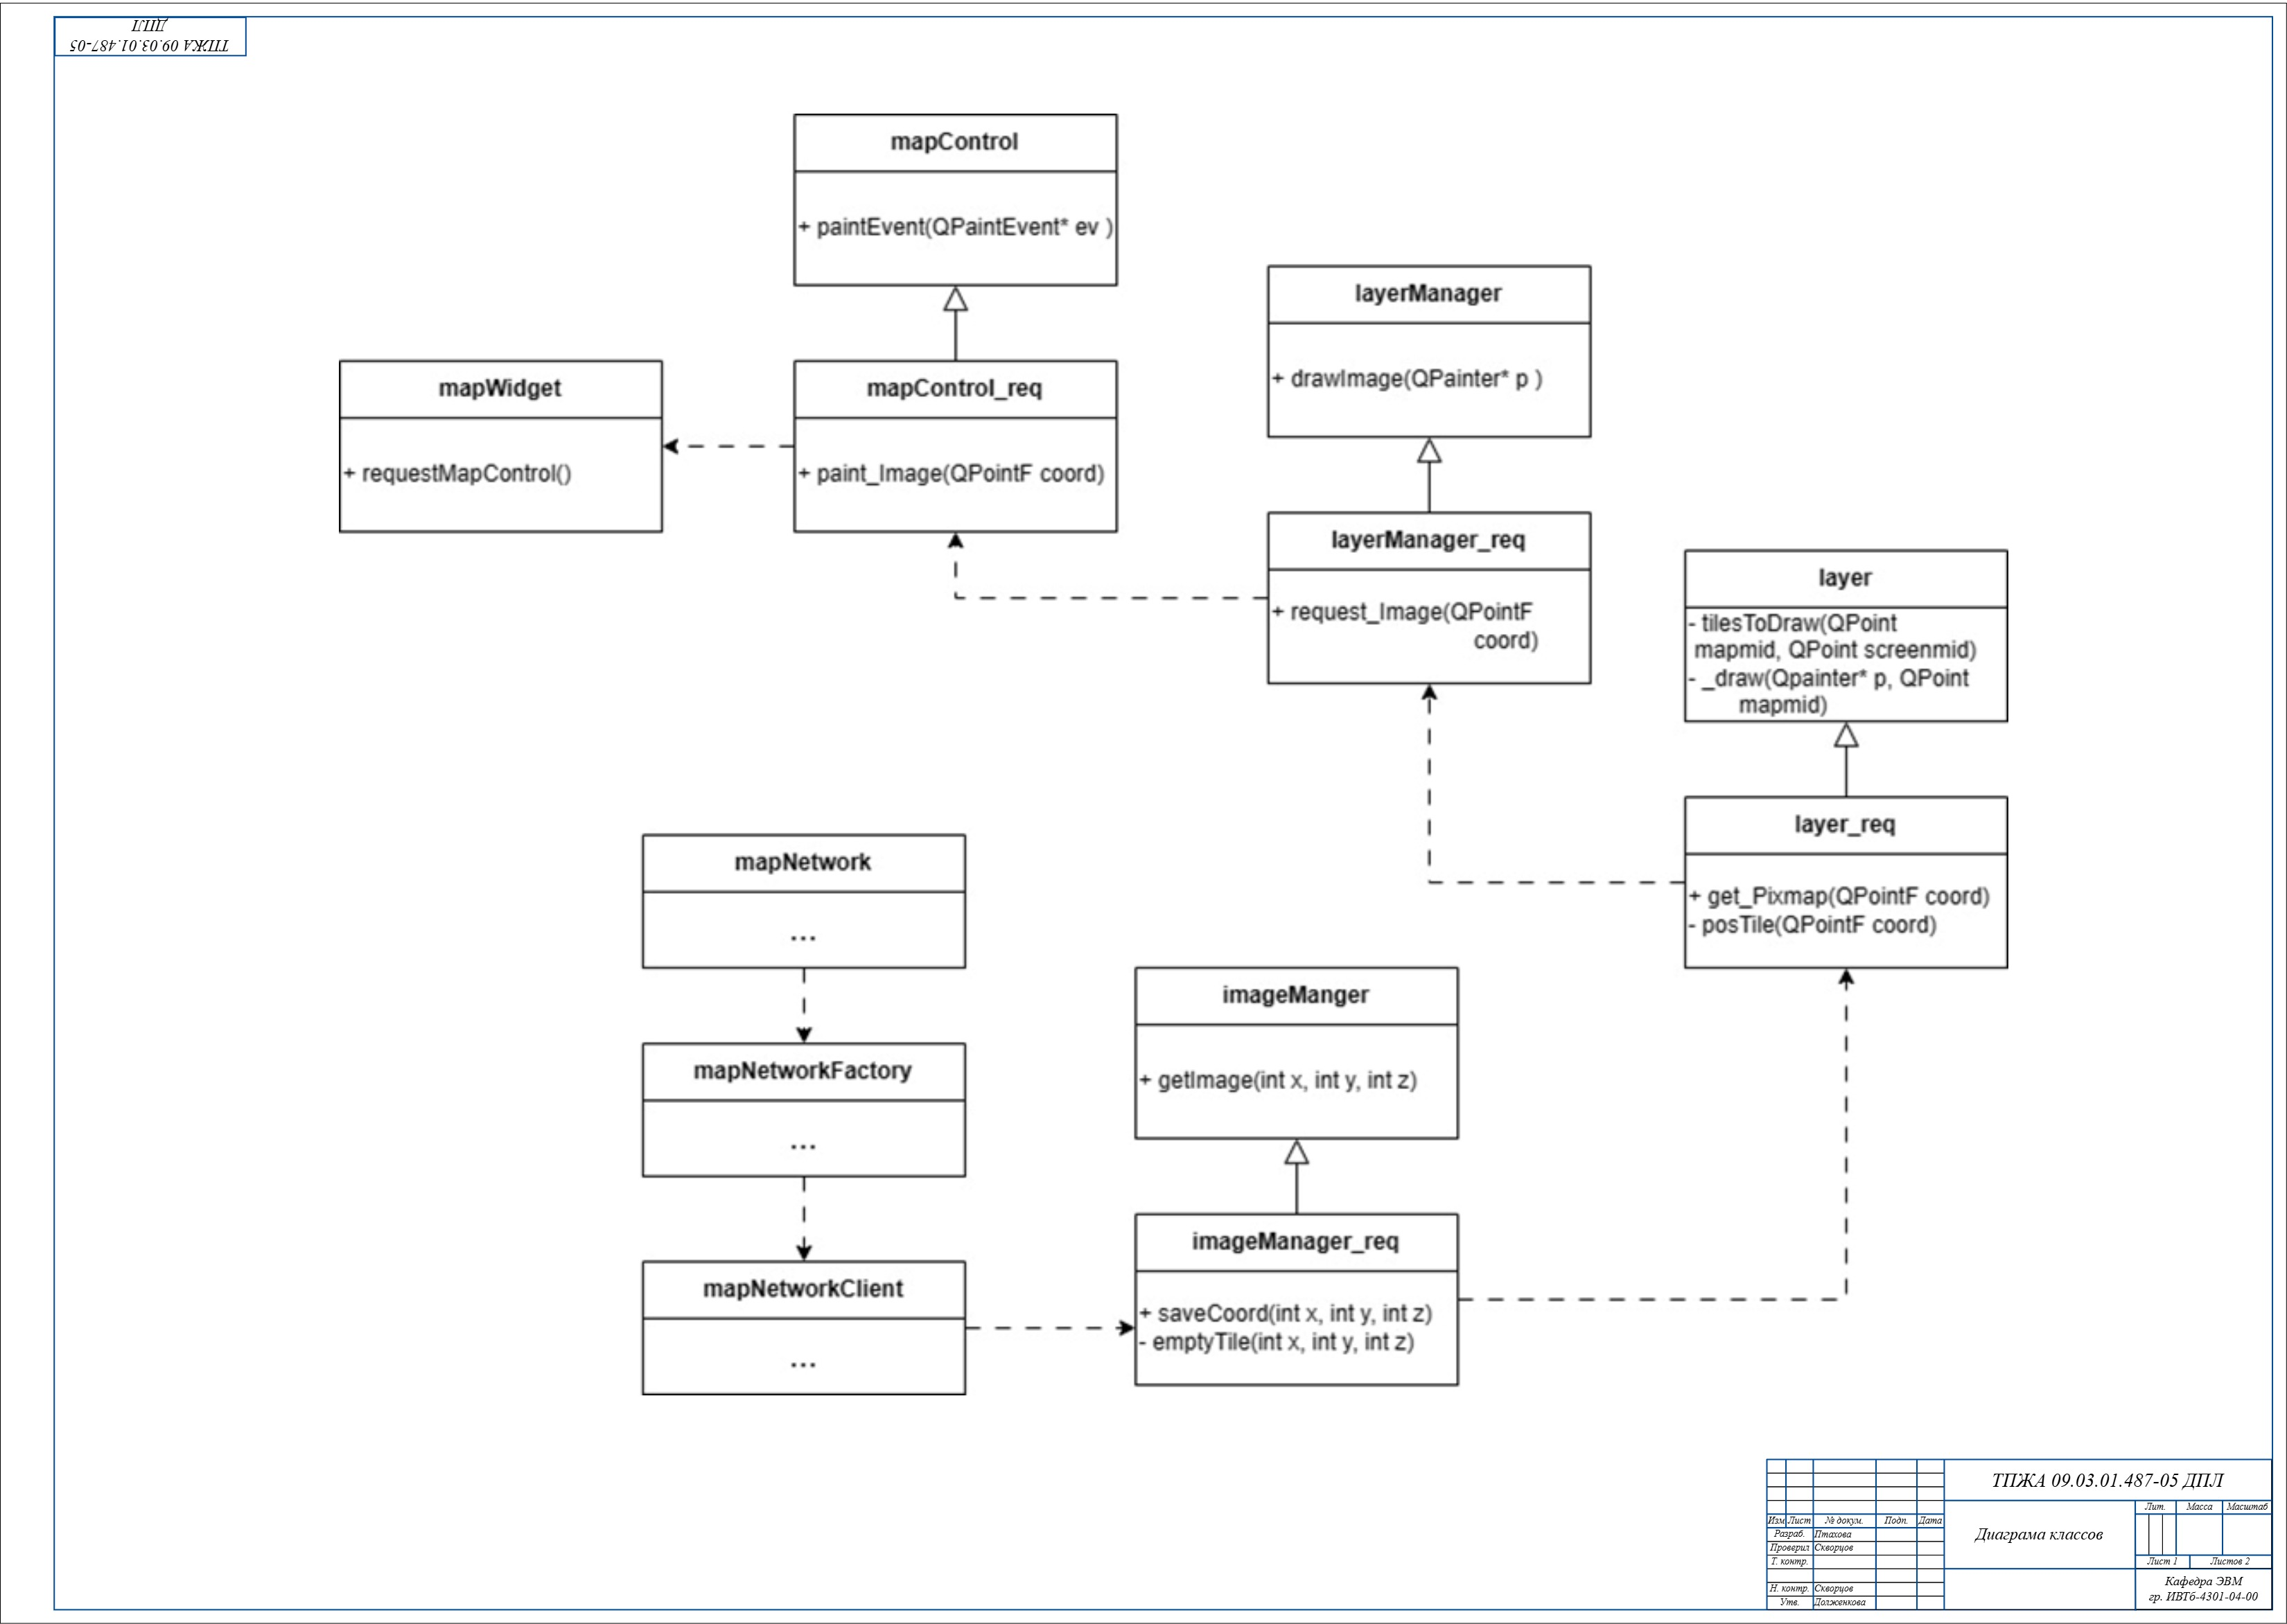 ТПЖА 09.03.01.487-05
ДПЛ
mapControl
+ paintEvent(QPaintEvent* ev )
layerManager
+ drawImage(QPainter* p )
mapWidget
+ requestMapControl()
mapControl_req
+ paint_Image(QPointF coord)
layerManager_req
+ request_Image(QPointF
coord)
layer
- tilesToDraw(QPoint
mapmid, QPoint screenmid)
- _draw(Qpainter* p, QPoint
mapmid)
layer_req
+ get_Pixmap(QPointF coord)
- posTile(QPointF coord)
mapNetwork
...
mapNetworkFactory
...
mapNetworkClient
...
imageManger
+ getImage(int x, int y, int z)
imageManager_req
+ saveCoord(int x, int y, int z)
- emptyTile(int x, int y, int z)
ТПЖА 09.03.01.487-05 ДПЛ
Лит. Масса Масштаб
Изм Лист № докум. Подп. Дата
Разраб. Птахова
Проверил Скворцов
Т. контр.
Н. контр. Скворцов
Утв. Долженкова
Диаграма классов
Лист 1 Листов 2
Кафедра ЭВМ
гр. ИВТб-4301-04-00